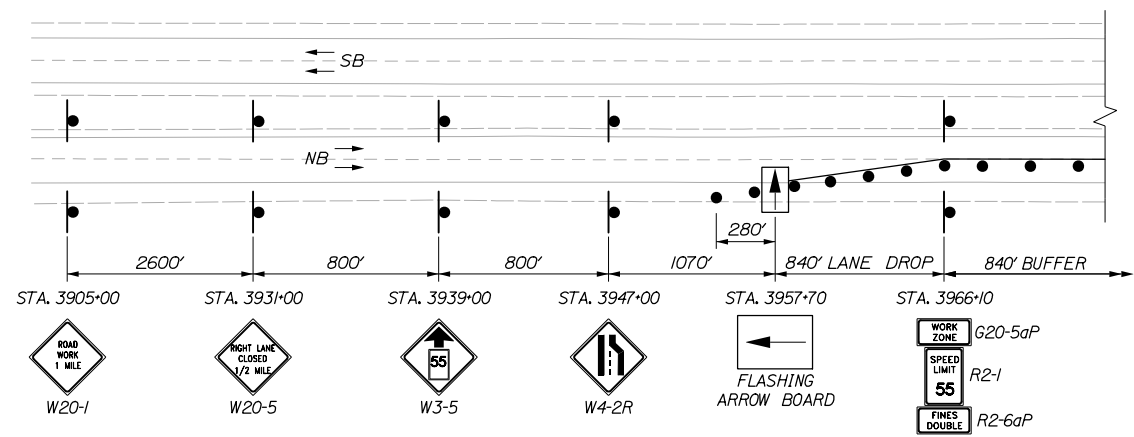 SB
NB
280'
2600' 800' 800' 1070' 840' LANE DROP 840' BUFFER
STA. 3905+00 STA. 3931+00 STA. 3939+00 STA. 3947+00 STA. 3957+70 STA. 3966+10
ROAD
WORK
1 MILE
W20-1
RIGHT LANE
CLOSED
1/2 MILE
W20-5
55
W3-5
W4-2R
FLASHING
ARROW BOARD
WORK
ZONE
G20-5aP
SPEED
LIMIT
55
R2-1
FINES
DOUBLE
R2-6aP